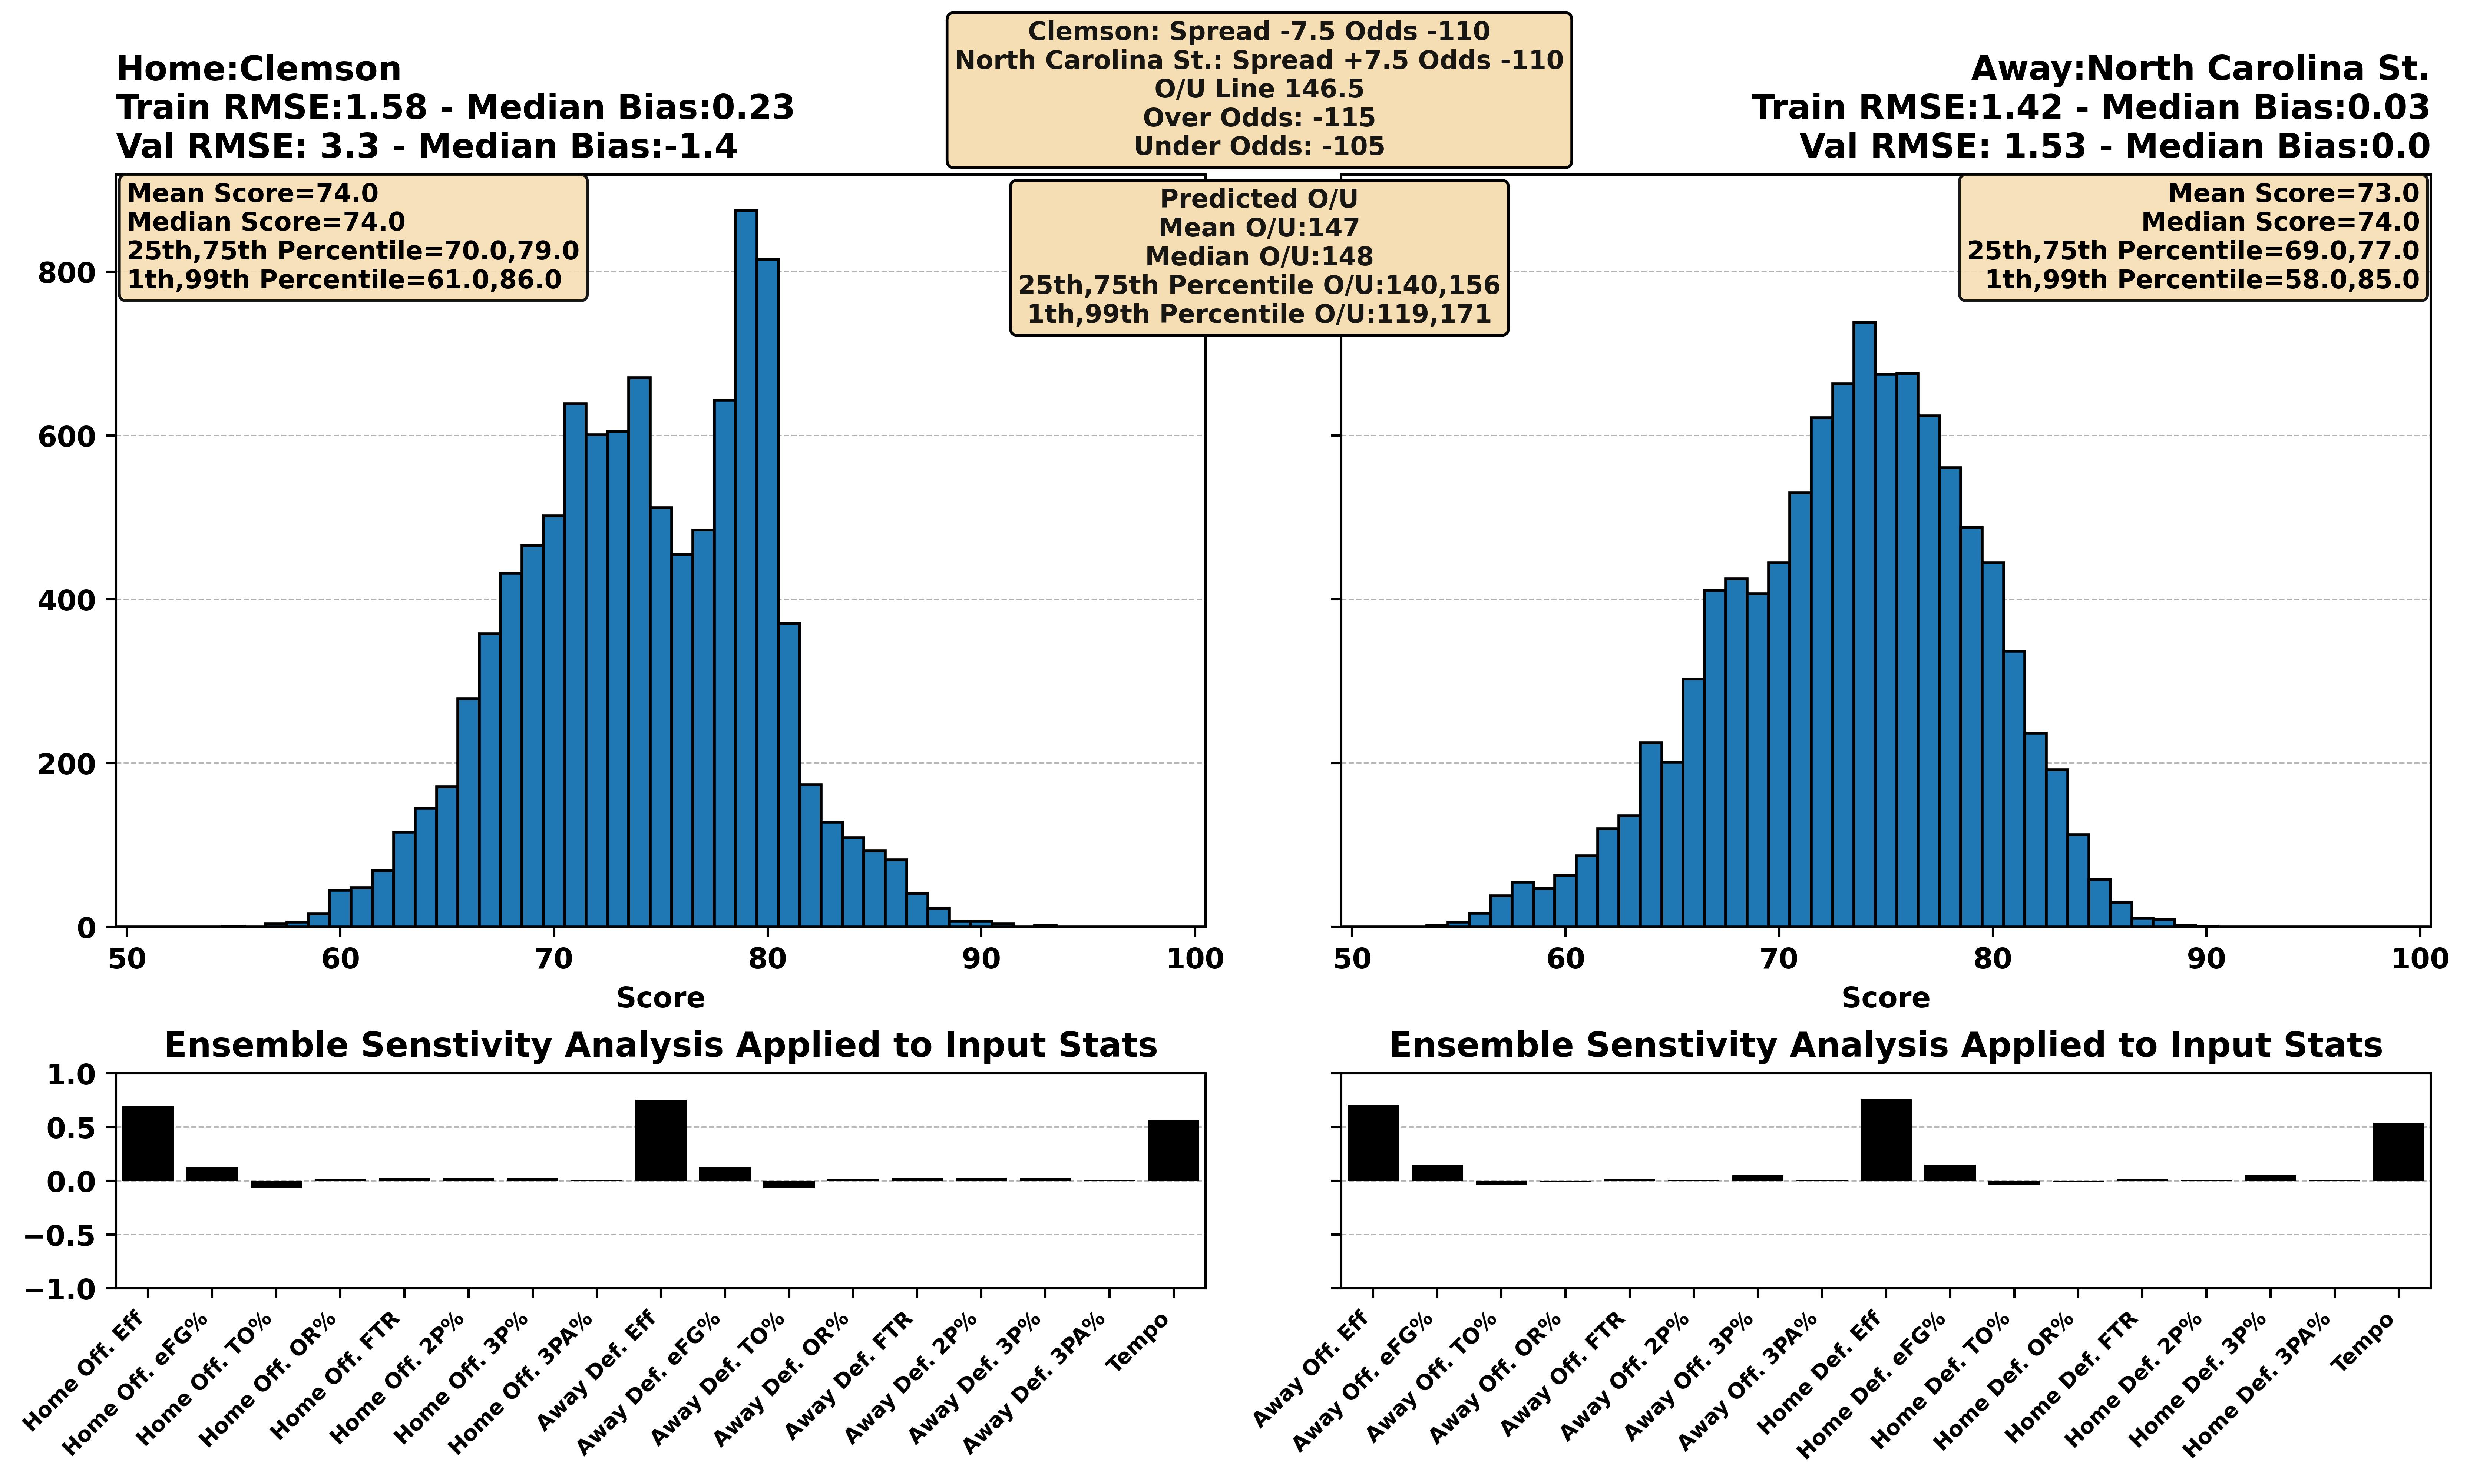 Clemson: Spread -7.5 Odds -110
North Carolina St.: Spread +7.5 Odds -110
O/U Line 146.5
Over Odds: -115
Under Odds: -105
Home:Clemson
Train RMSE:1.58 - Median Bias:0.23
Val RMSE: 3.3 - Median Bias:-1.4
Away:North Carolina St.
Train RMSE:1.42 - Median Bias:0.03
Val RMSE: 1.53 - Median Bias:0.0
Mean Score=74.0
Median Score=74.0
25th,75th Percentile=70.0,79.0
1th,99th Percentile=61.0,86.0
Predicted O/U
Mean O/U:147
Median O/U:148
25th,75th Percentile O/U:140,156
1th,99th Percentile O/U:119,171
Mean Score=73.0
Median Score=74.0
25th,75th Percentile=69.0,77.0
1th,99th Percentile=58.0,85.0
800
600
400
200
0
50 60 70 80 90 100
Score
50 60 70 80 90 100
Score
Ensemble Senstivity Analysis Applied to Input Stats
1.0
0.5
0.0
−0.5
−1.0
Home Off. Eff
Home Off. eFG%
Home Off. TO%
Home Off. OR%
Home Off. FTR
Home Off. 2P%
Home Off. 3P%
Home Off. 3PA%
Away Def. Eff
Away Def. eFG%
Away Def. TO%
Away Def. OR%
Away Def. FTR
Away Def. 2P%
Away Def. 3P%
Away Def. 3PA%
Tempo
Ensemble Senstivity Analysis Applied to Input Stats
Away Off. Eff
Away Off. eFG%
Away Off. TO%
Away Off. OR%
Away Off. FTR
Away Off. 2P%
Away Off. 3P%
Away Off. 3PA%
Home Def. Eff
Home Def. eFG%
Home Def. TO%
Home Def. OR%
Home Def. FTR
Home Def. 2P%
Home Def. 3P%
Home Def. 3PA%
Tempo